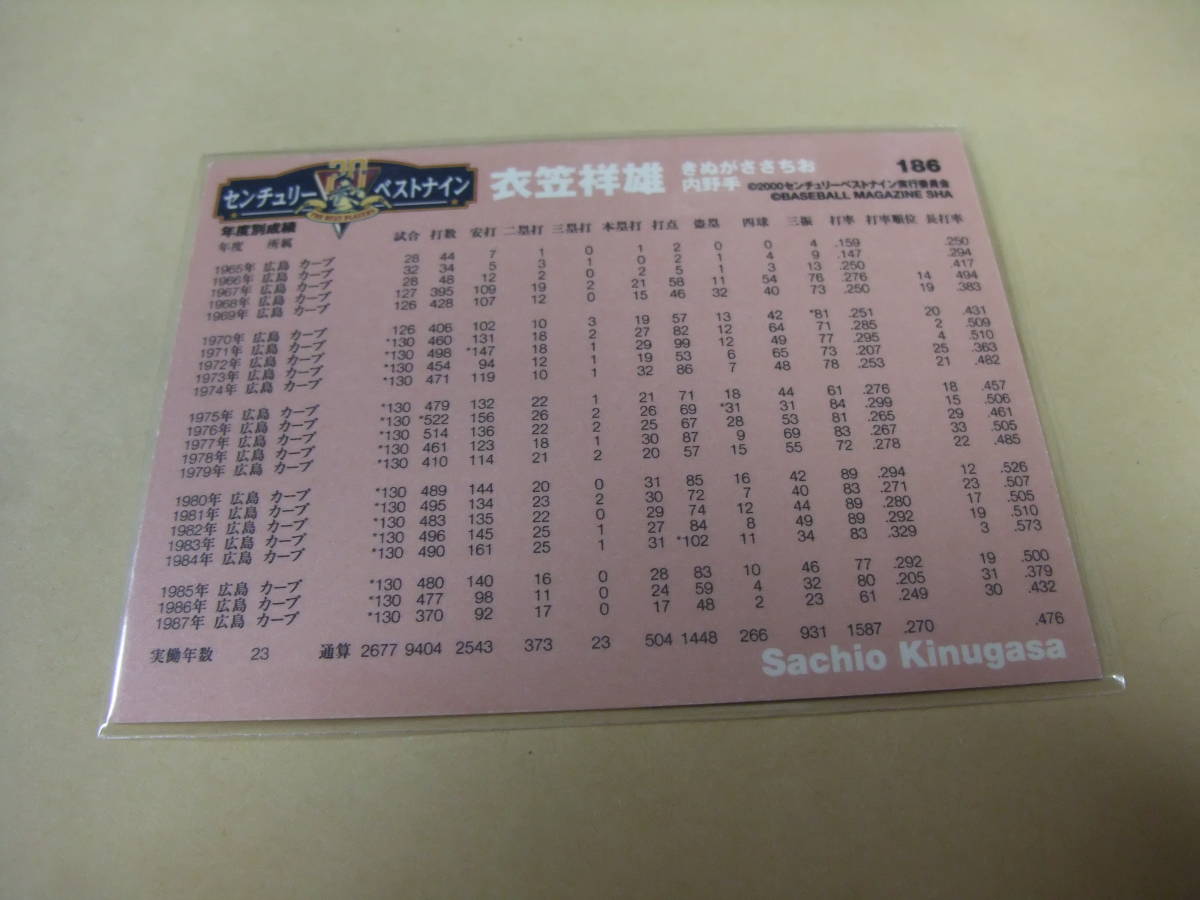 センチュリー 20 ベストナイン
THE BEST PLAYERS
衣笠祥雄
きぬがささちお
内野手
186
©2000センチュリーベストナイン実行委員会
©BASEBALL MAGAZINE SHA
年度別成績
年度 所属 試合 打数 安打 二塁打 三塁打 本塁打 打点 盗塁 四球 三振 打率 打率順位 長打率
1965年 広島 カープ 28 44 7 1 0 1 2 0 0 4 .159 .250
1966年 広島 カープ 32 34 5 3 1 0 2 1 4 9 .147 .294
1967年 広島 カープ 28 48 12 2 0 2 5 1 3 13 .250 .417
1968年 広島 カープ 127 395 109 19 2 21 58 11 54 76 .276 14 .494
1969年 広島 カープ 126 428 107 12 0 15 46 32 40 73 .250 19 .383
1970年 広島 カープ 126 406 102 10 3 19 57 13 42 *81 .251 20 .431
1971年 広島 カープ *130 460 131 18 2 27 82 12 64 71 .285 2 .509
1972年 広島 カープ *130 498 *147 18 1 29 99 12 49 77 .295 4 .510
1973年 広島 カープ *130 454 94 12 1 19 53 6 65 73 .207 25 .363
1974年 広島 カープ *130 471 119 10 1 32 86 7 48 78 .253 21 .482
1975年 広島 カープ *130 479 132 22 1 21 71 18 44 61 .276 18 .457
1976年 広島 カープ *130 *522 156 26 2 26 69 *31 31 84 .299 15 .506
1977年 広島 カープ *130 514 136 22 2 25 67 28 53 81 .265 29 .461
1978年 広島 カープ *130 461 123 18 1 30 87 9 69 83 .267 33 .505
1979年 広島 カープ *130 410 114 21 2 20 57 15 55 72 .278 22 .485
1980年 広島 カープ *130 489 144 20 0 31 85 16 42 89 .294 12 .526
1981年 広島 カープ *130 495 134 23 2 30 72 7 40 83 .271 23 .507
1982年 広島 カープ *130 483 135 22 0 29 74 12 44 89 .280 17 .505
1983年 広島 カープ *130 496 145 25 1 27 84 8 49 89 .292 19 .510
1984年 広島 カープ *130 490 161 25 1 31 *102 11 34 83 .329 3 .573
1985年 広島 カープ *130 480 140 16 0 28 83 10 46 77 .292 19 .500
1986年 広島 カープ *130 477 98 11 0 24 59 4 32 80 .205 31 .379
1987年 広島 カープ *130 370 92 17 0 17 48 2 23 61 .249 30 .432
実働年数 23 通算 2677 9404 2543 373 23 504 1448 266 931 1587 .270 .476
Sachio Kinugasa